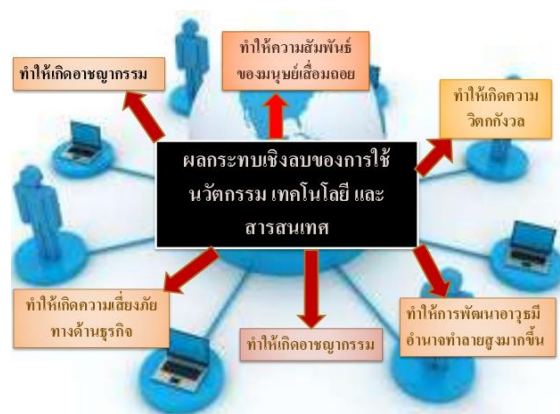 ทำให้เกิดอาชญากรรม
ทำให้ความสัมพันธ์
ของมนุษย์เสื่อมถอย
ทำให้เกิดความ
วิตกกังวล
ผลกระทบเชิงลบของการใช้
นวัตกรรม เทคโนโลยี และ
สารสนเทศ
ทำให้เกิดความเสี่ยงภัย
ทางด้านธุรกิจ
ทำให้เกิดอาชญากรรม
ทำให้การพัฒนาอาวุธมี
อำนาจทำลายสูงมากขึ้น